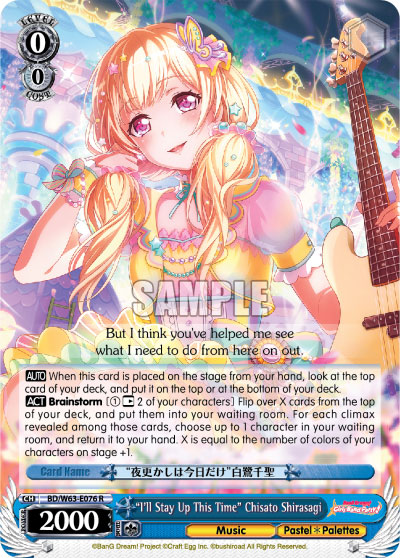 LEVEL
0
0
COST
SAMPLE
But I think you've helped me see
what I need to do from here on out.
AUTO When this card is placed on the stage from your hand, look at the top
card of your deck, and put it on the top or at the bottom of your deck.
ACT Brainstorm [① 2 of your characters] Flip over X cards from the top
of your deck, and put them into your waiting room. For each climax
revealed among those cards, choose up to 1 character in your waiting
room, and return it to your hand. X is equal to the number of colors of your
characters on stage +1.
Card Name “夜更かしは今日だけ”白鷺千聖
CH BD/W63-E076 R
“I'll Stay Up This Time” Chisato Shirasagi
POWER
2000
Music
Pastel*Palettes
©BanG Dream! Project ©Craft Egg Inc. ©bushiroad All Rights Reserved.